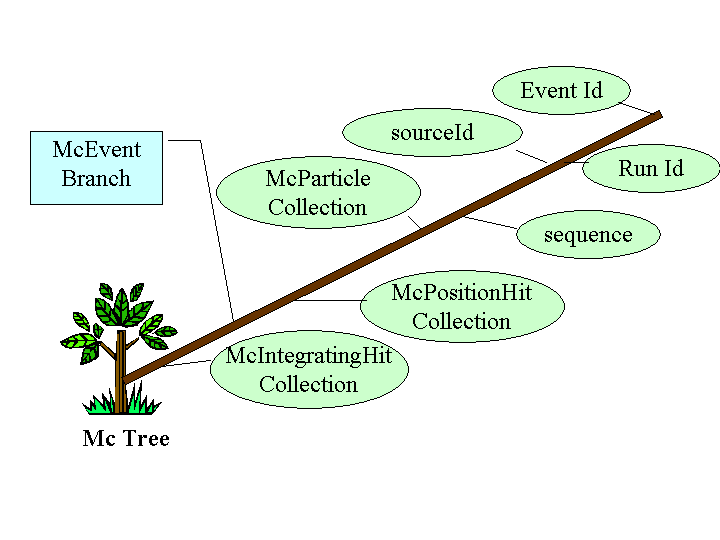 Event Id
sourceId
McEvent
Branch
Run Id
McParticle
Collection
sequence
McPositionHit
Collection
McIntegratingHit
Collection
Mc Tree